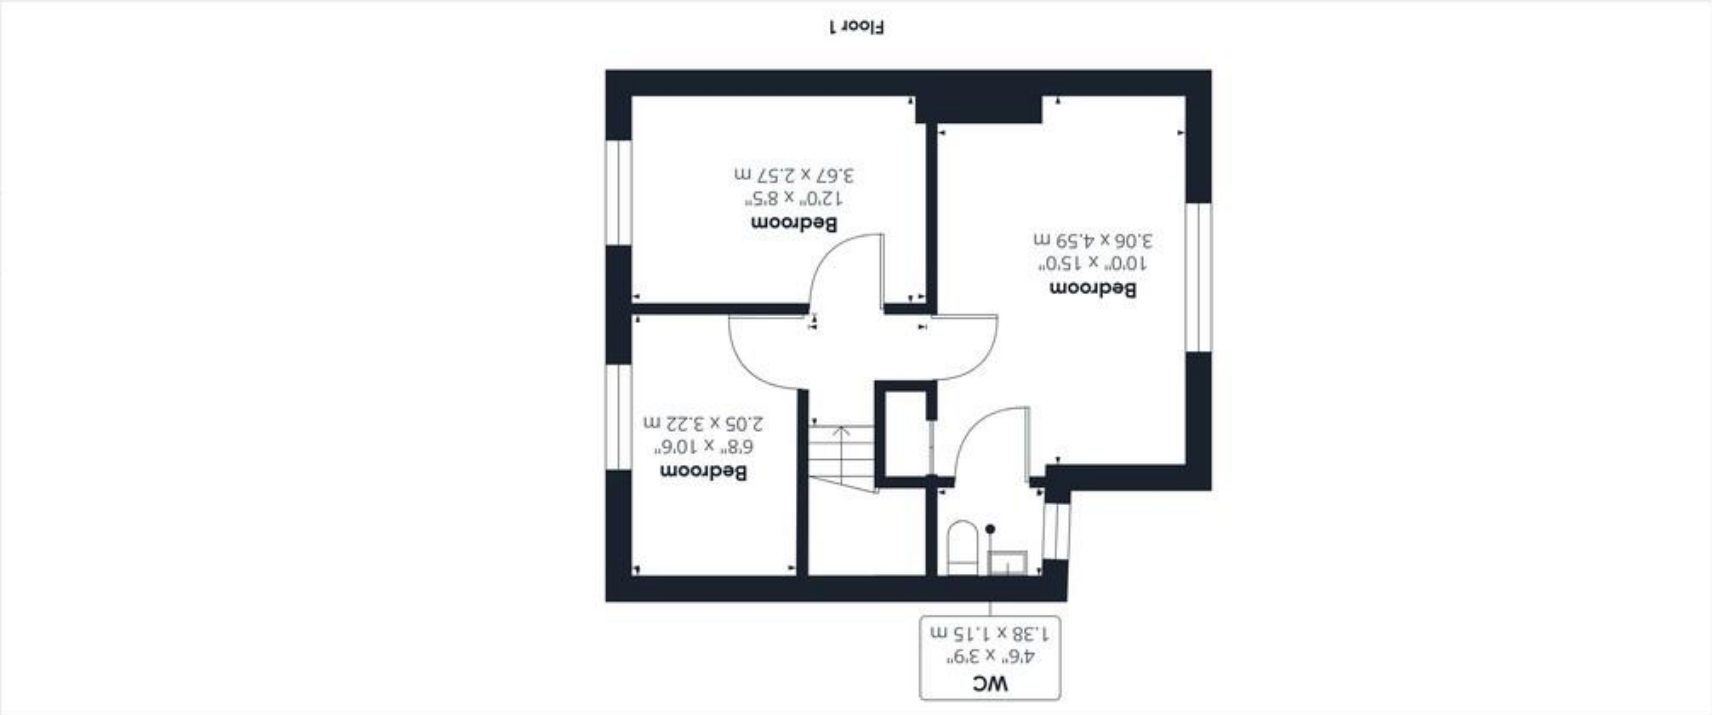 WC
4'6" x 3'9"
1.38 x 1.15 m
Bedroom
6'8" x 10'6"
2.05 x 3.22 m
Bedroom
10'0" x 15'0"
3.06 x 4.59 m
Bedroom
12'0" x 8'5"
3.67 x 2.57 m
Floor 1